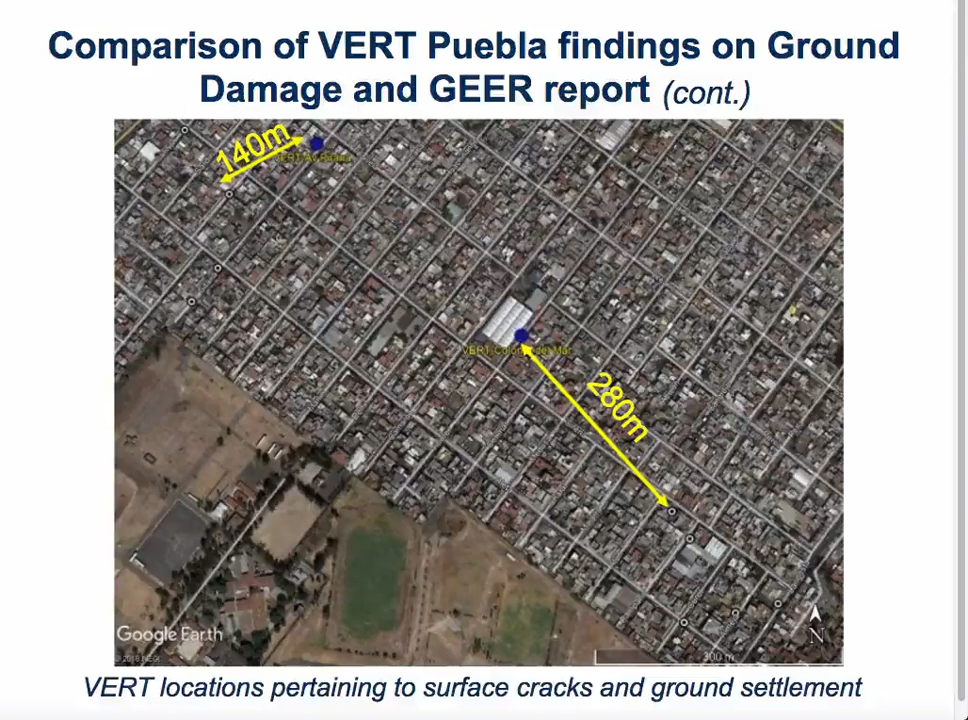 Comparison of VERT Puebla findings on Ground
Damage and GEER report (cont.)
140m
280m
Google Earth
N
300 m
VERT locations pertaining to surface cracks and ground settlement